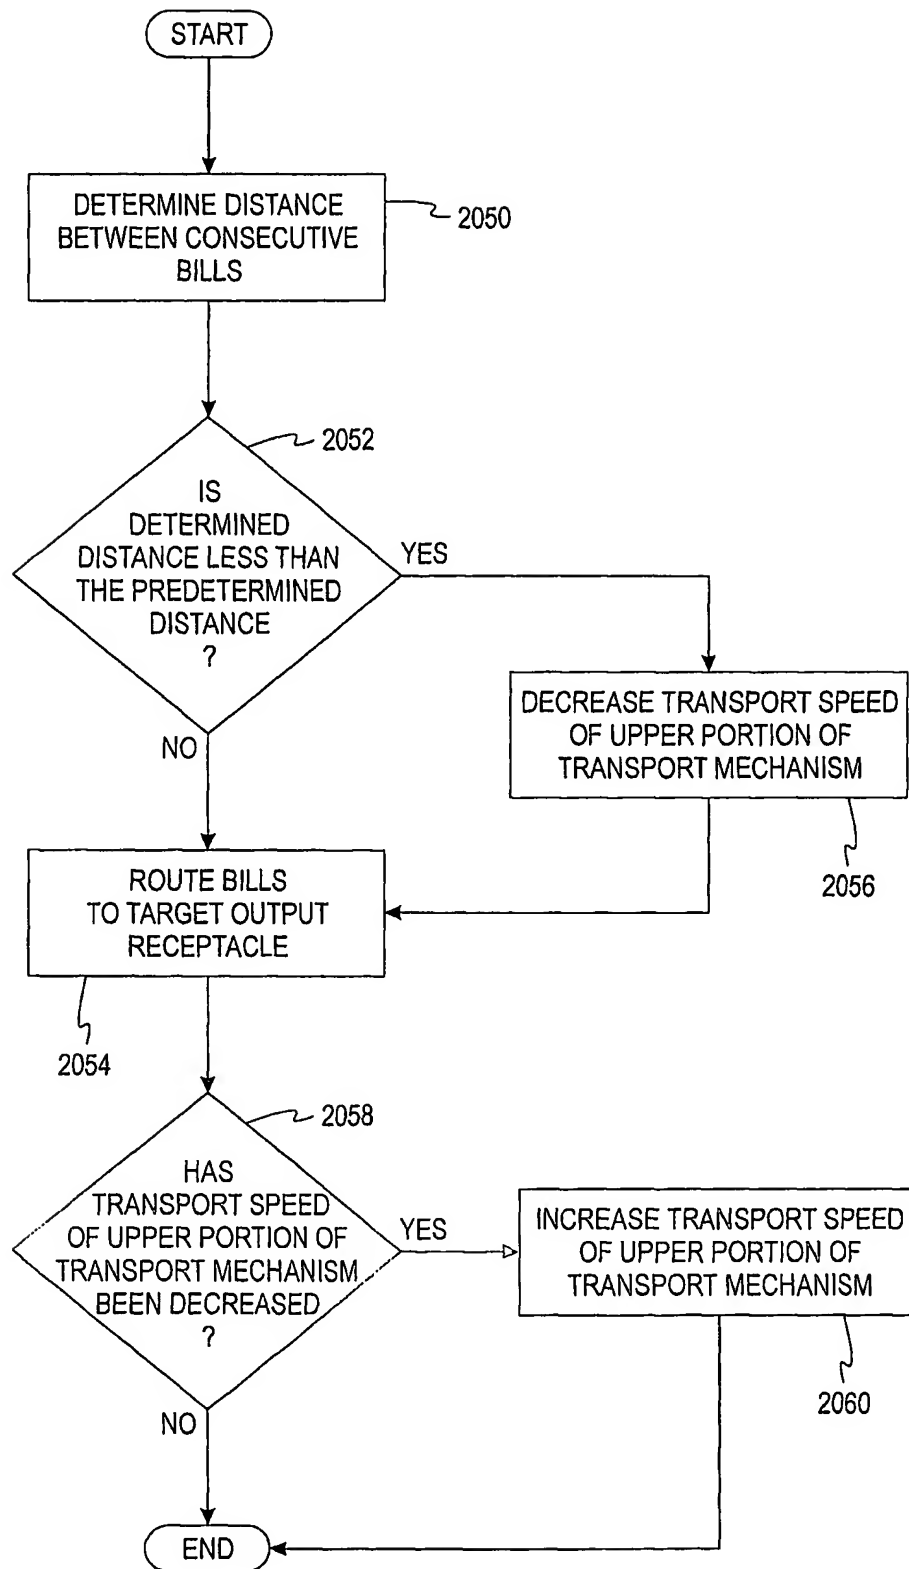 START
DETERMINE DISTANCE
BETWEEN CONSECUTIVE
BILLS
2050
2052
IS
DETERMINED
DISTANCE LESS THAN
THE PREDETERMINED
DISTANCE
?
YES
NO
DECREASE TRANSPORT SPEED
OF UPPER PORTION OF
TRANSPORT MECHANISM
2056
ROUTE BILLS
TO TARGET OUTPUT
RECEPTACLE
2054
2058
HAS
TRANSPORT SPEED
OF UPPER PORTION OF
TRANSPORT MECHANISM
BEEN DECREASED
?
YES
NO
INCREASE TRANSPORT SPEED
OF UPPER PORTION OF
TRANSPORT MECHANISM
2060
END